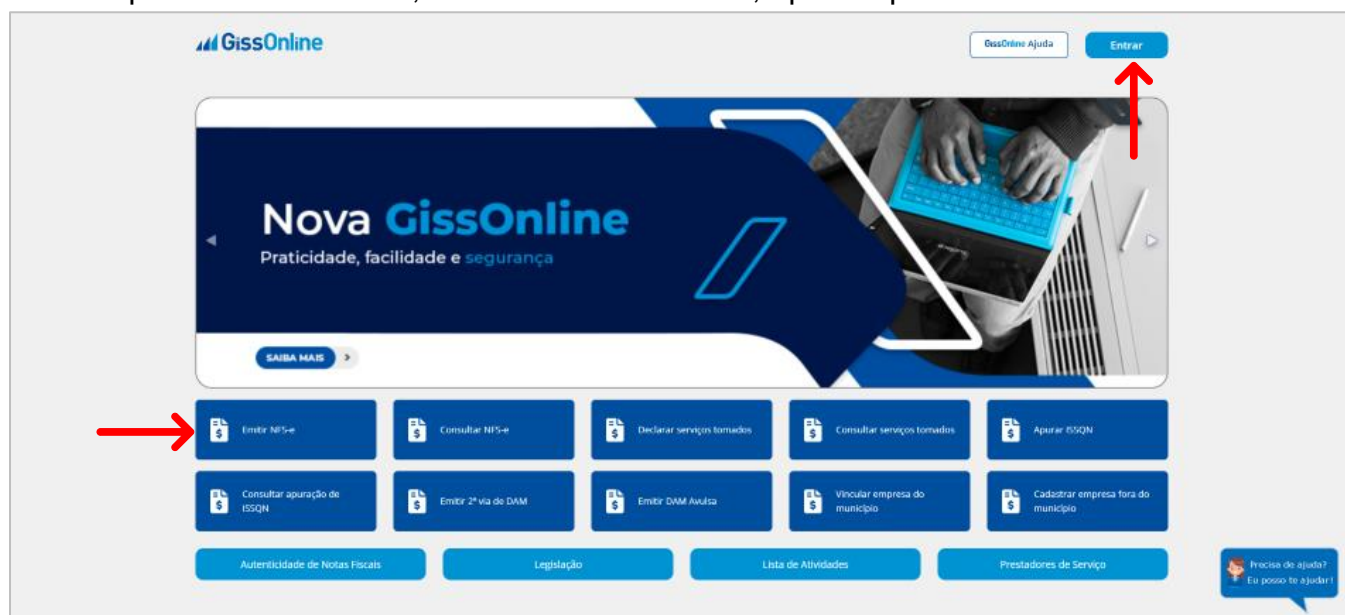 GissOnline
GissOnline Ajuda
Entrar
Nova GissOnline
Praticidade, facilidade e segurança
SAIBA MAIS
Emitir NFS-e
Consultar NFS-e
Declarar serviços tomados
Consultar serviços tomados
Apurar ISSQN
Consultar apuração de
ISSQN
Emitir 2ª via de DAM
Emitir DAM Avulsa
Vincular empresa do
município
Cadastrar empresa fora do
município
Autenticidade de Notas Fiscais
Legislação
Lista de Atividades
Prestadores de Serviço
Precisa de ajuda?
Eu posso te ajudar!